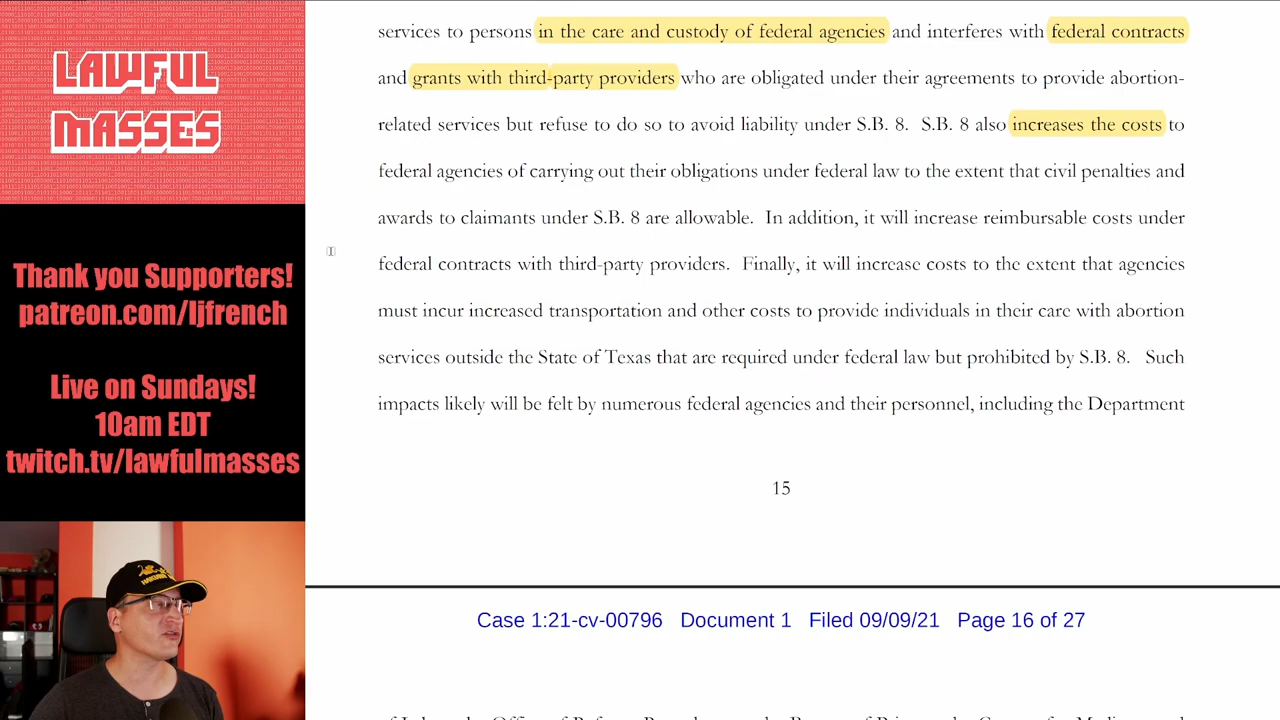 LAWFUL
MASSES
Thank you Supporters!
patreon.com/ljfrench
Live on Sundays!
10am EDT
twitch.tv/lawfulmasses
services to persons in the care and custody of federal agencies and interferes with federal contracts
and grants with third-party providers who are obligated under their agreements to provide abortion-
related services but refuse to do so to avoid liability under S.B. 8. S.B. 8 also increases the costs to
federal agencies of carrying out their obligations under federal law to the extent that civil penalties and
awards to claimants under S.B. 8 are allowable. In addition, it will increase reimbursable costs under
federal contracts with third-party providers. Finally, it will increase costs to the extent that agencies
must incur increased transportation and other costs to provide individuals in their care with abortion
services outside the State of Texas that are required under federal law but prohibited by S.B. 8. Such
impacts likely will be felt by numerous federal agencies and their personnel, including the Department
15
Case 1:21-cv-00796 Document 1 Filed 09/09/21 Page 16 of 27